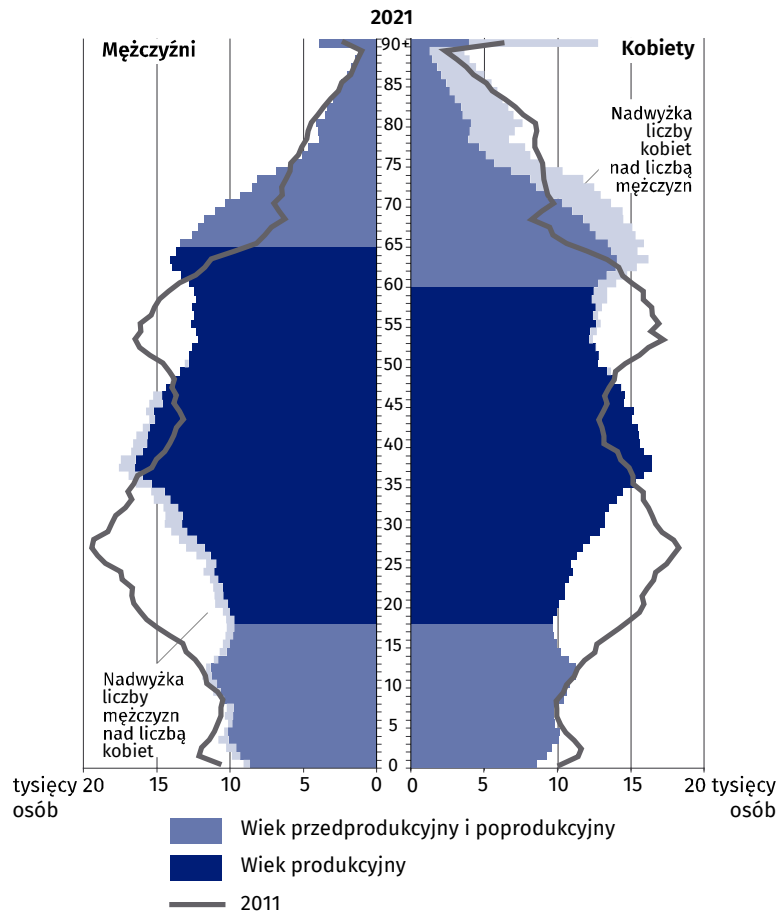 2021
Mężczyźni
Kobiety
90+
85
80
75
70
65
60
55
50
45
40
35
30
25
20
15
10
5
0
Nadwyżka
liczby
kobiet
nad liczbą
mężczyzn
Nadwyżka
liczby
mężczyzn
nad liczbą
kobiet
tysięcy
osób
20 15 10 5 0
0 5 10 15 20
tysięcy
osób
Wiek przedprodukcyjny i poprodukcyjny
Wiek produkcyjny
2011